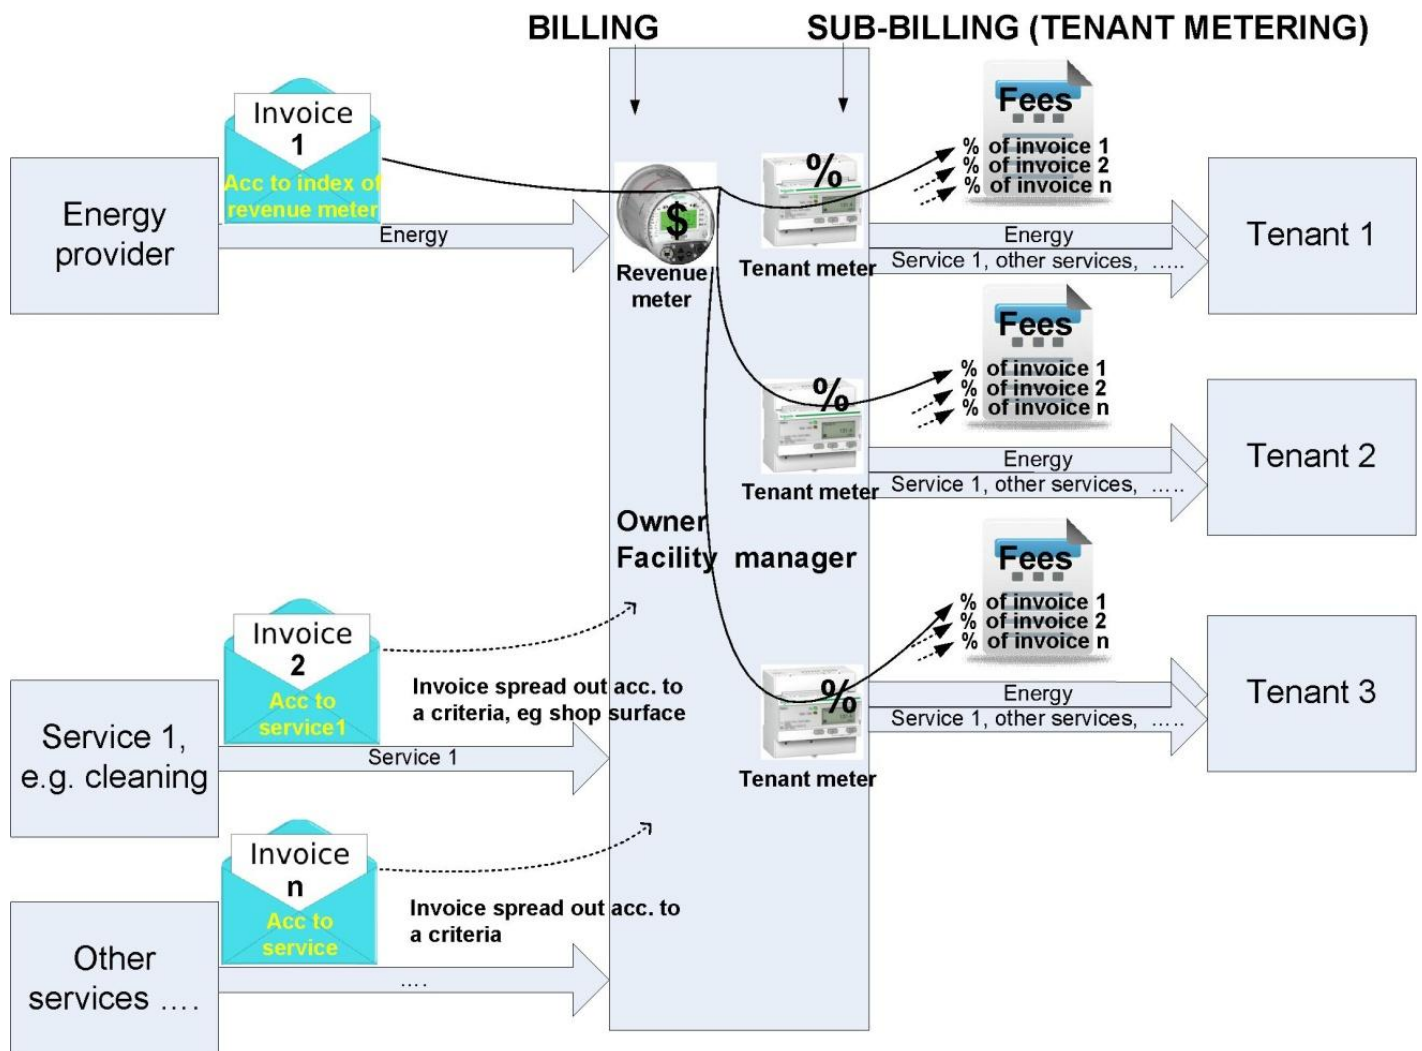 BILLING
SUB-BILLING (TENANT METERING)
Invoice
1
Acc to index of
revenue meter
Energy
provider
Energy
$
Revenue
meter
%
Tenant meter
Fees
% of invoice 1
% of invoice 2
% of invoice n
Energy
Service 1, other services, …..
Tenant 1
%
Tenant meter
Fees
% of invoice 1
% of invoice 2
% of invoice n
Energy
Service 1, other services, …..
Tenant 2
Owner
Facility manager
%
Tenant meter
Fees
% of invoice 1
% of invoice 2
% of invoice n
Energy
Service 1, other services, …..
Tenant 3
Invoice
2
Acc to
service1
Invoice spread out acc. to
a criteria, eg shop surface
Service 1,
e.g. cleaning
Service 1
Invoice
n
Acc to
service
Invoice spread out acc. to
a criteria
Other
services ….
….